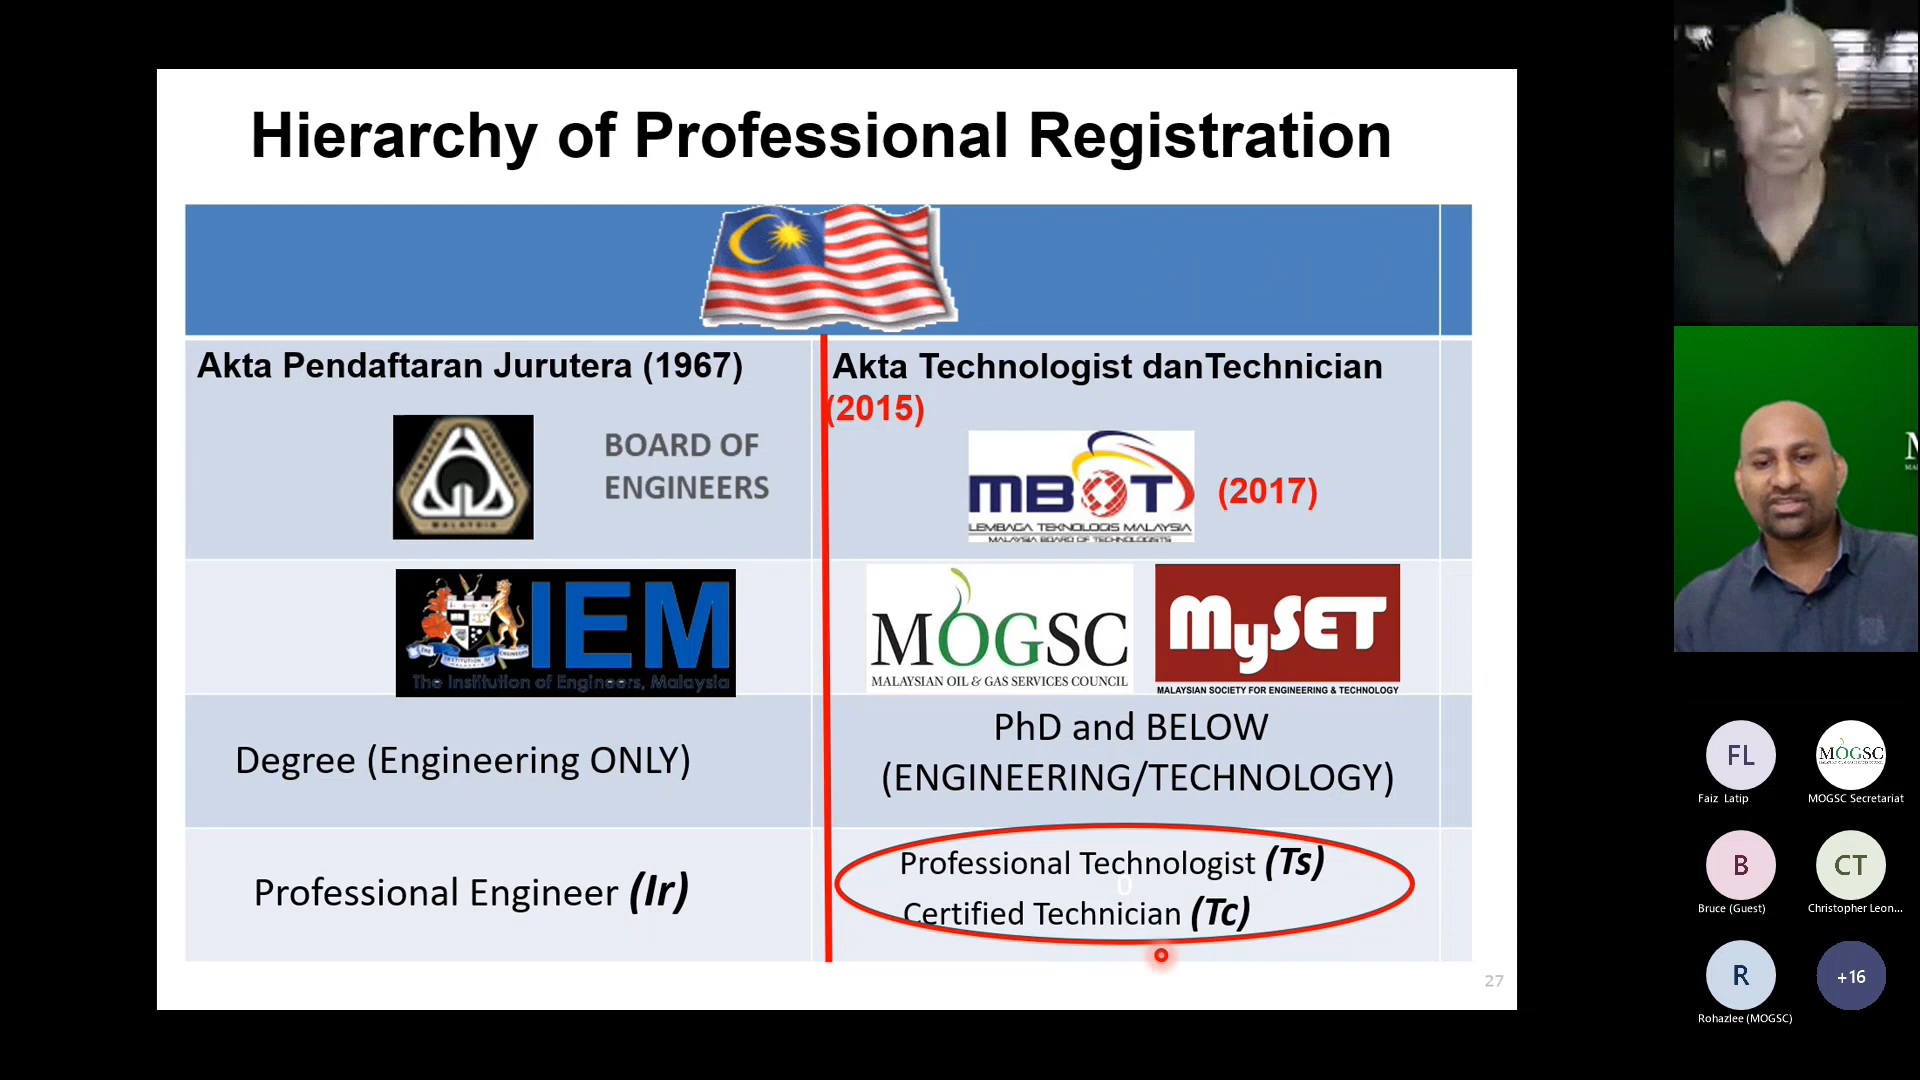 Hierarchy of Professional Registration
Akta Pendaftaran Jurutera (1967)
BOARD OF
ENGINEERS
MALAYSIA
IEM
The Institution of Engineers, Malaysia
Degree (Engineering ONLY)
Professional Engineer (Ir)
Akta Technologist danTechnician
(2015)
MBOT
LEMBAGA TEKNOLOGIS MALAYSIA
MALAYSIA BOARD OF TECHNOLOGISTS
(2017)
MOGSC
MALAYSIAN OIL & GAS SERVICES COUNCIL
MySET
MALAYSIAN SOCIETY FOR ENGINEERING & TECHNOLOGY
PhD and BELOW
(ENGINEERING/TECHNOLOGY)
Professional Technologist (Ts)
0
Certified Technician (Tc)
27
FL
Faiz Latip
MOGSC
MOGSC Secretariat
B
Bruce (Guest)
CT
Christopher Leon...
R
Rohazlee (MOGSC)
+16